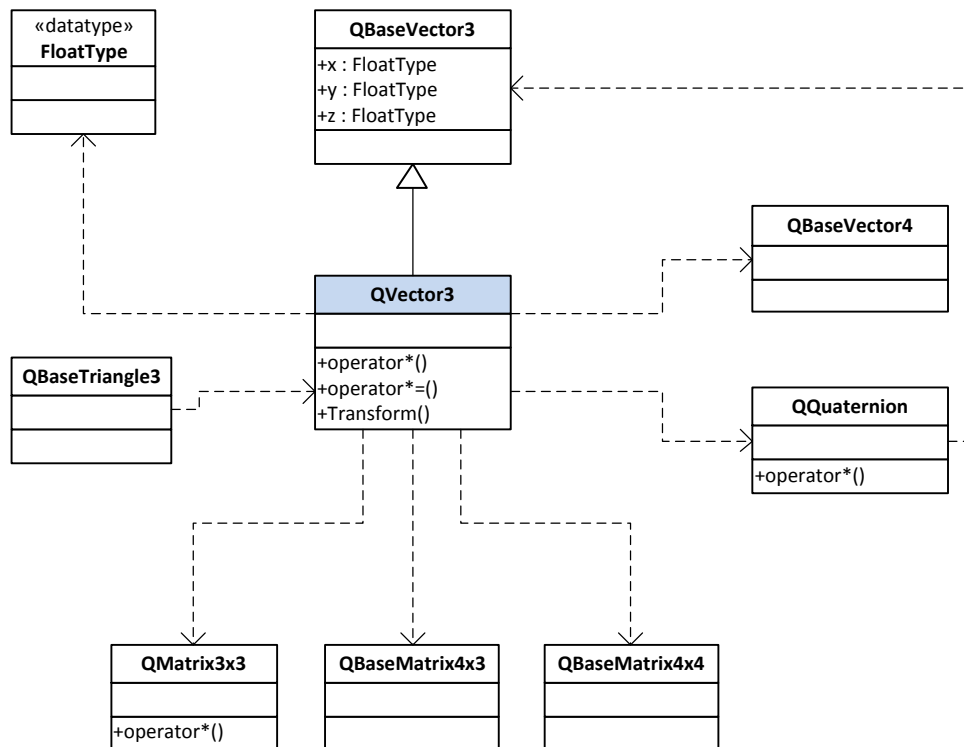 «datatype»
FloatType
QBaseVector3
+x : FloatType
+y : FloatType
+z : FloatType
QBaseVector4
QVector3
+operator*()
+operator*=()
+Transform()
QBaseTriangle3
QQuaternion
+operator*()
QMatrix3x3
+operator*()
QBaseMatrix4x3
QBaseMatrix4x4